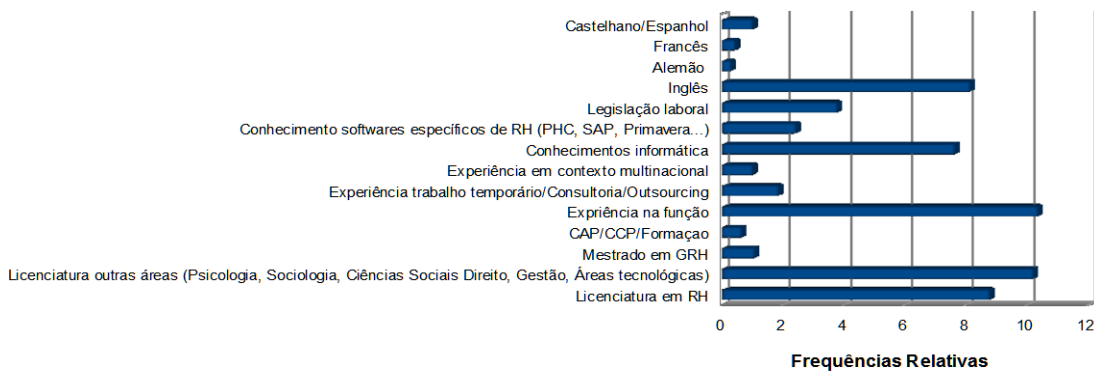 Castelhano/Espanhol
Francês
Alemão
Inglês
Legislação laboral
Conhecimento softwares específicos de RH (PHC, SAP, Primavera...)
Conhecimentos informática
Experiência em contexto multinacional
Experiência trabalho temporário/Consultoria/Outsourcing
Expriência na função
CAP/CCP/Formaçao
Mestrado em GRH
Licenciatura outras áreas (Psicologia, Sociologia, Ciências Sociais Direito, Gestão, Áreas tecnológicas)
Licenciatura em RH
0 2 4 6 8 10 12
Frequências Relativas